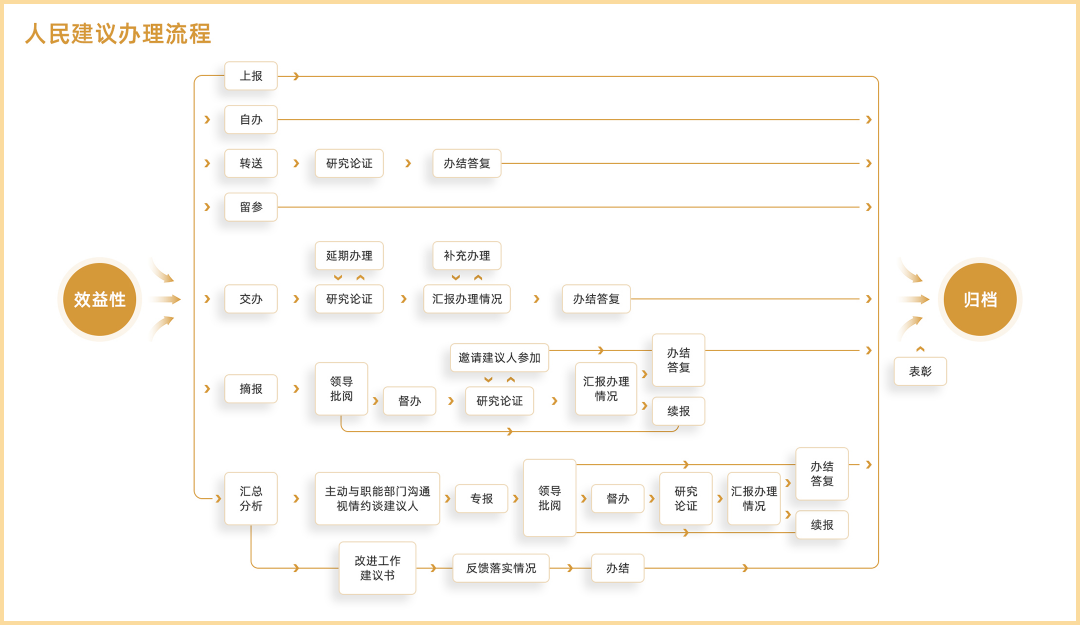 人民建议办理流程
上报
自办
转送
研究论证
办结答复
留参
延期办理
补充办理
效益性
交办
研究论证
汇报办理情况
办结答复
归档
表彰
摘报
领导
批阅
督办
邀请建议人参加
研究论证
汇报办理
情况
办结
答复
续报
汇总
分析
主动与职能部门沟通
视情约谈建议人
专报
领导
批阅
督办
研究
论证
汇报办理
情况
办结
答复
续报
改进工作
建议书
反馈落实情况
办结